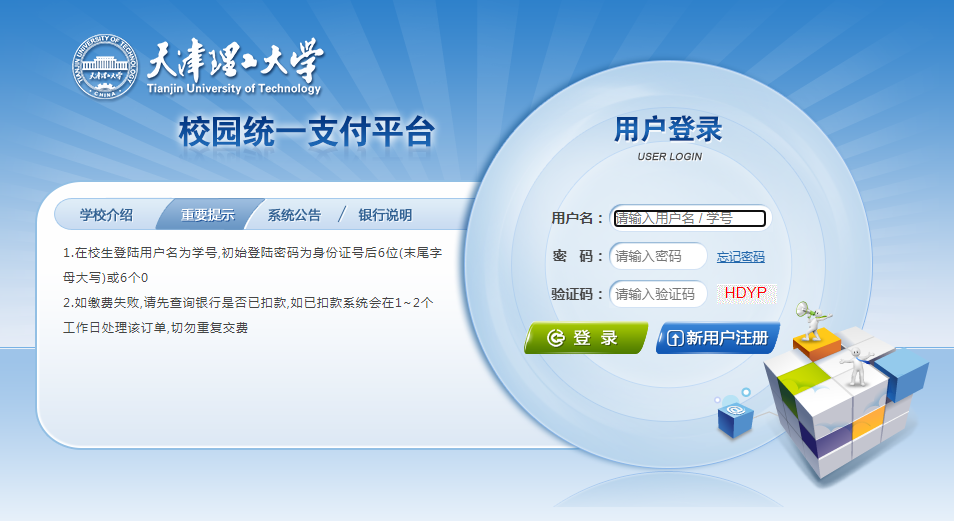 天津理工大学
Tianjin University of Technology
TIANJIN UNIVERSITY OF TECHNOLOGY
天津理工大学
·CHINA·
校园统一支付平台
学校介绍 重要提示 系统公告 / 银行说明
1.在校生登陆用户名为学号,初始登陆密码为身份证号后6位(末尾字
母大写)或6个0
2.如缴费失败,请先查询银行是否已扣款,如已扣款系统会在1~2个
工作日处理该订单,切勿重复交费
用户登录
USER LOGIN
用户名： 请输入用户名 / 学号
密 码： 请输入密码 忘记密码
验证码： 请输入验证码 HDYP
登 录 新用户注册
@